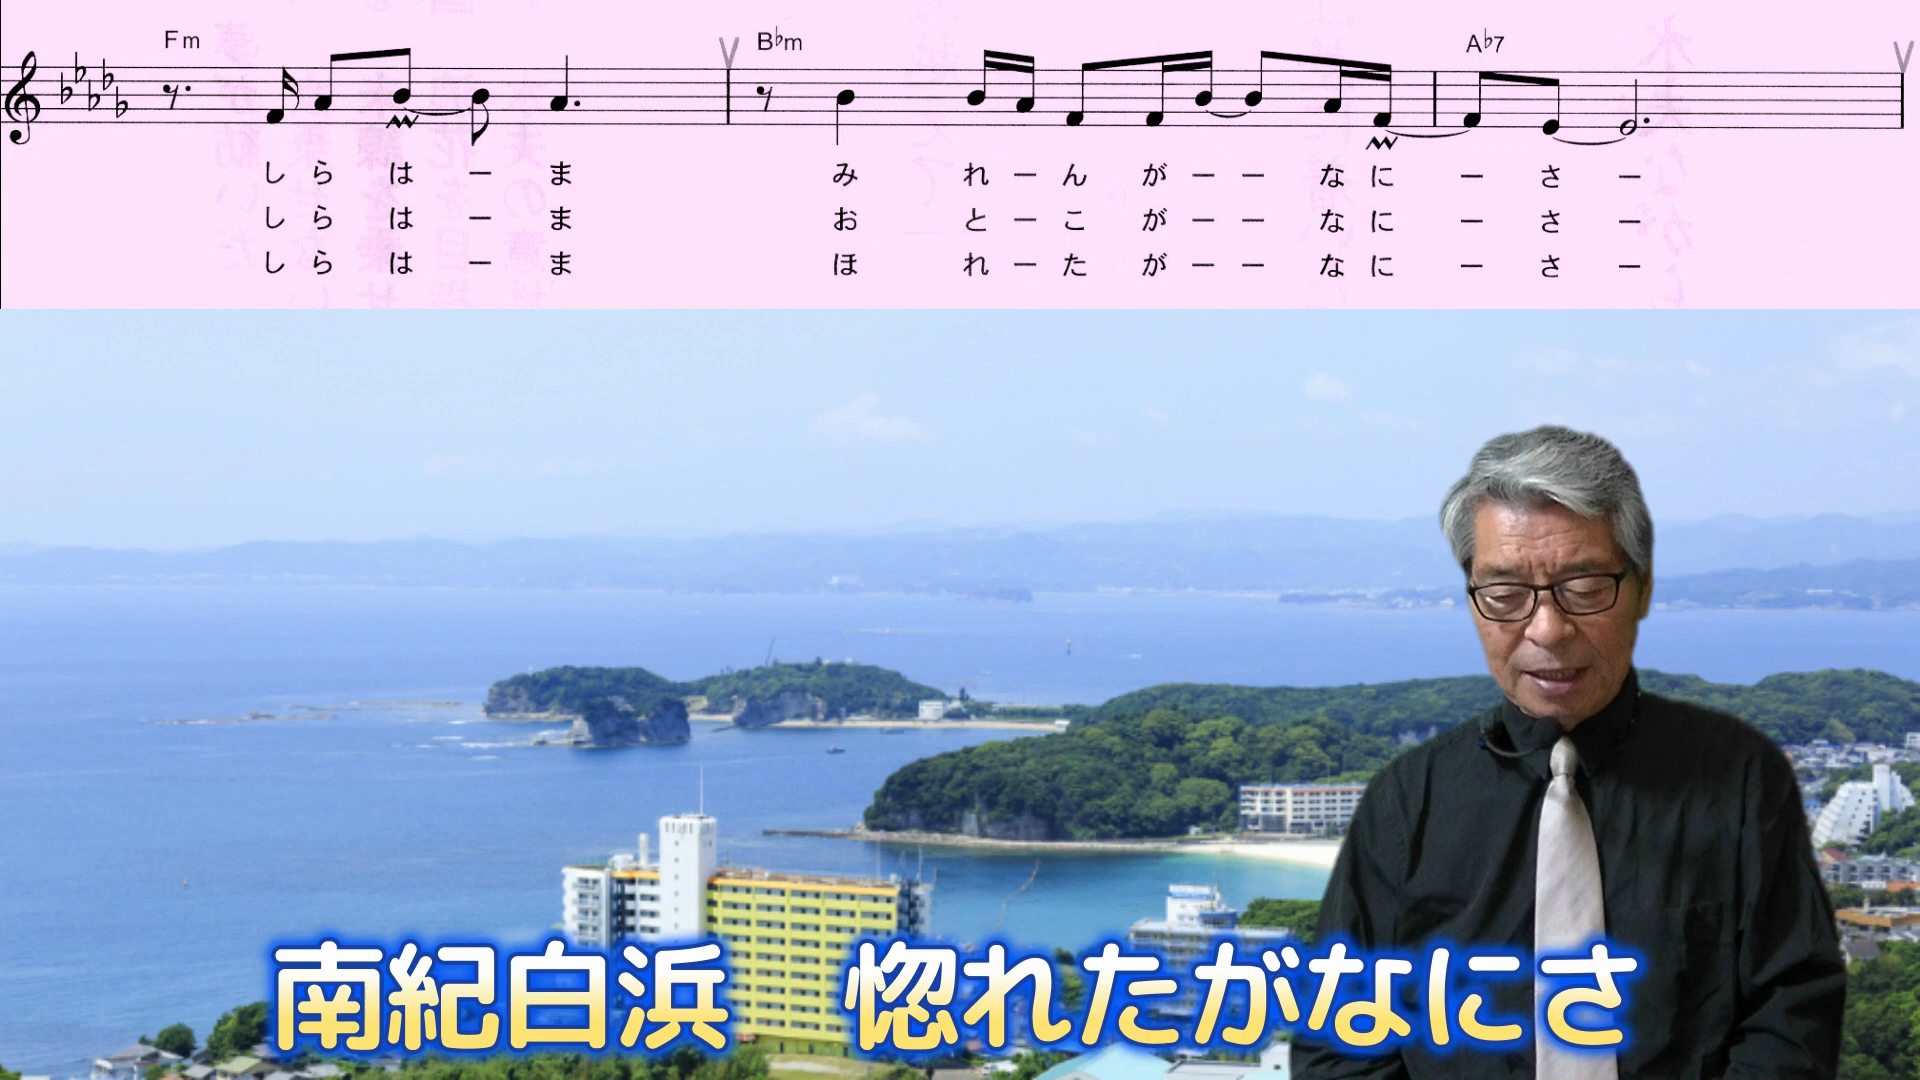 Fm B♭m A♭7
しらはーま みれーんがーーなにーさー
しらはーま おとーこがーーなにーさー
しらはーま ほれーたがーーなにーさー
南紀白浜 惚れたがなにさ